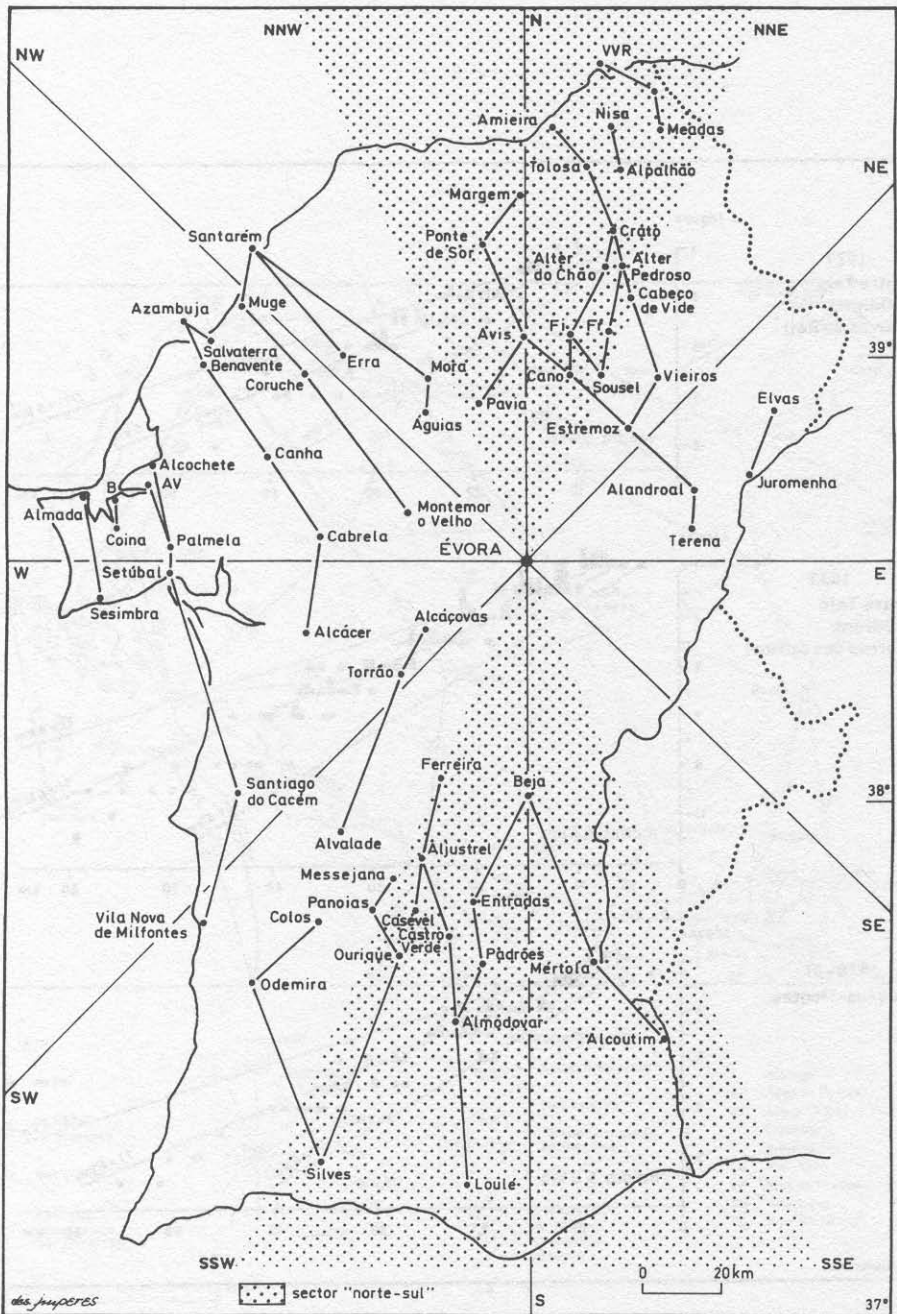 N
NNW
NNE
NW
VVR
Nisa
Amieira
Meadas
Tolosa
Alpalhão
NE
Margem
Crato
Santarém
Ponte
de Sor
Alter
do Chão
Alter
Pedroso
Cabeço
de Vide
Muge
Azambuja
Avis
Fi
Ff
39°
Salvaterra
Benavente
Erra
Coruche
Mora
Cano
Sousel
Vieiros
Elvas
Pavia
Águias
Estremoz
Canha
Alcochete
AV
B
Almada
Alandroal
Juromenha
Montemor
o Velho
Coina
Palmela
Cabrela
Terena
ÉVORA
W
E
Setúbal
Sesimbra
Alcáçovas
Alcácer
Torrão
Ferreira
Beja
Santiago
do Cacém
38°
Alvalade
Aljustrel
Messejana
Panoias
Entradas
Vila Nova
de Milfontes
Colos
Casevel
Castro
Verde
SE
Ourique
Padrões
Mértola
Odemira
Almodovar
Alcoutim
SW
Silves
Loulé
SSW
SSE
0 20km
sector "norte-sul"
S
37°